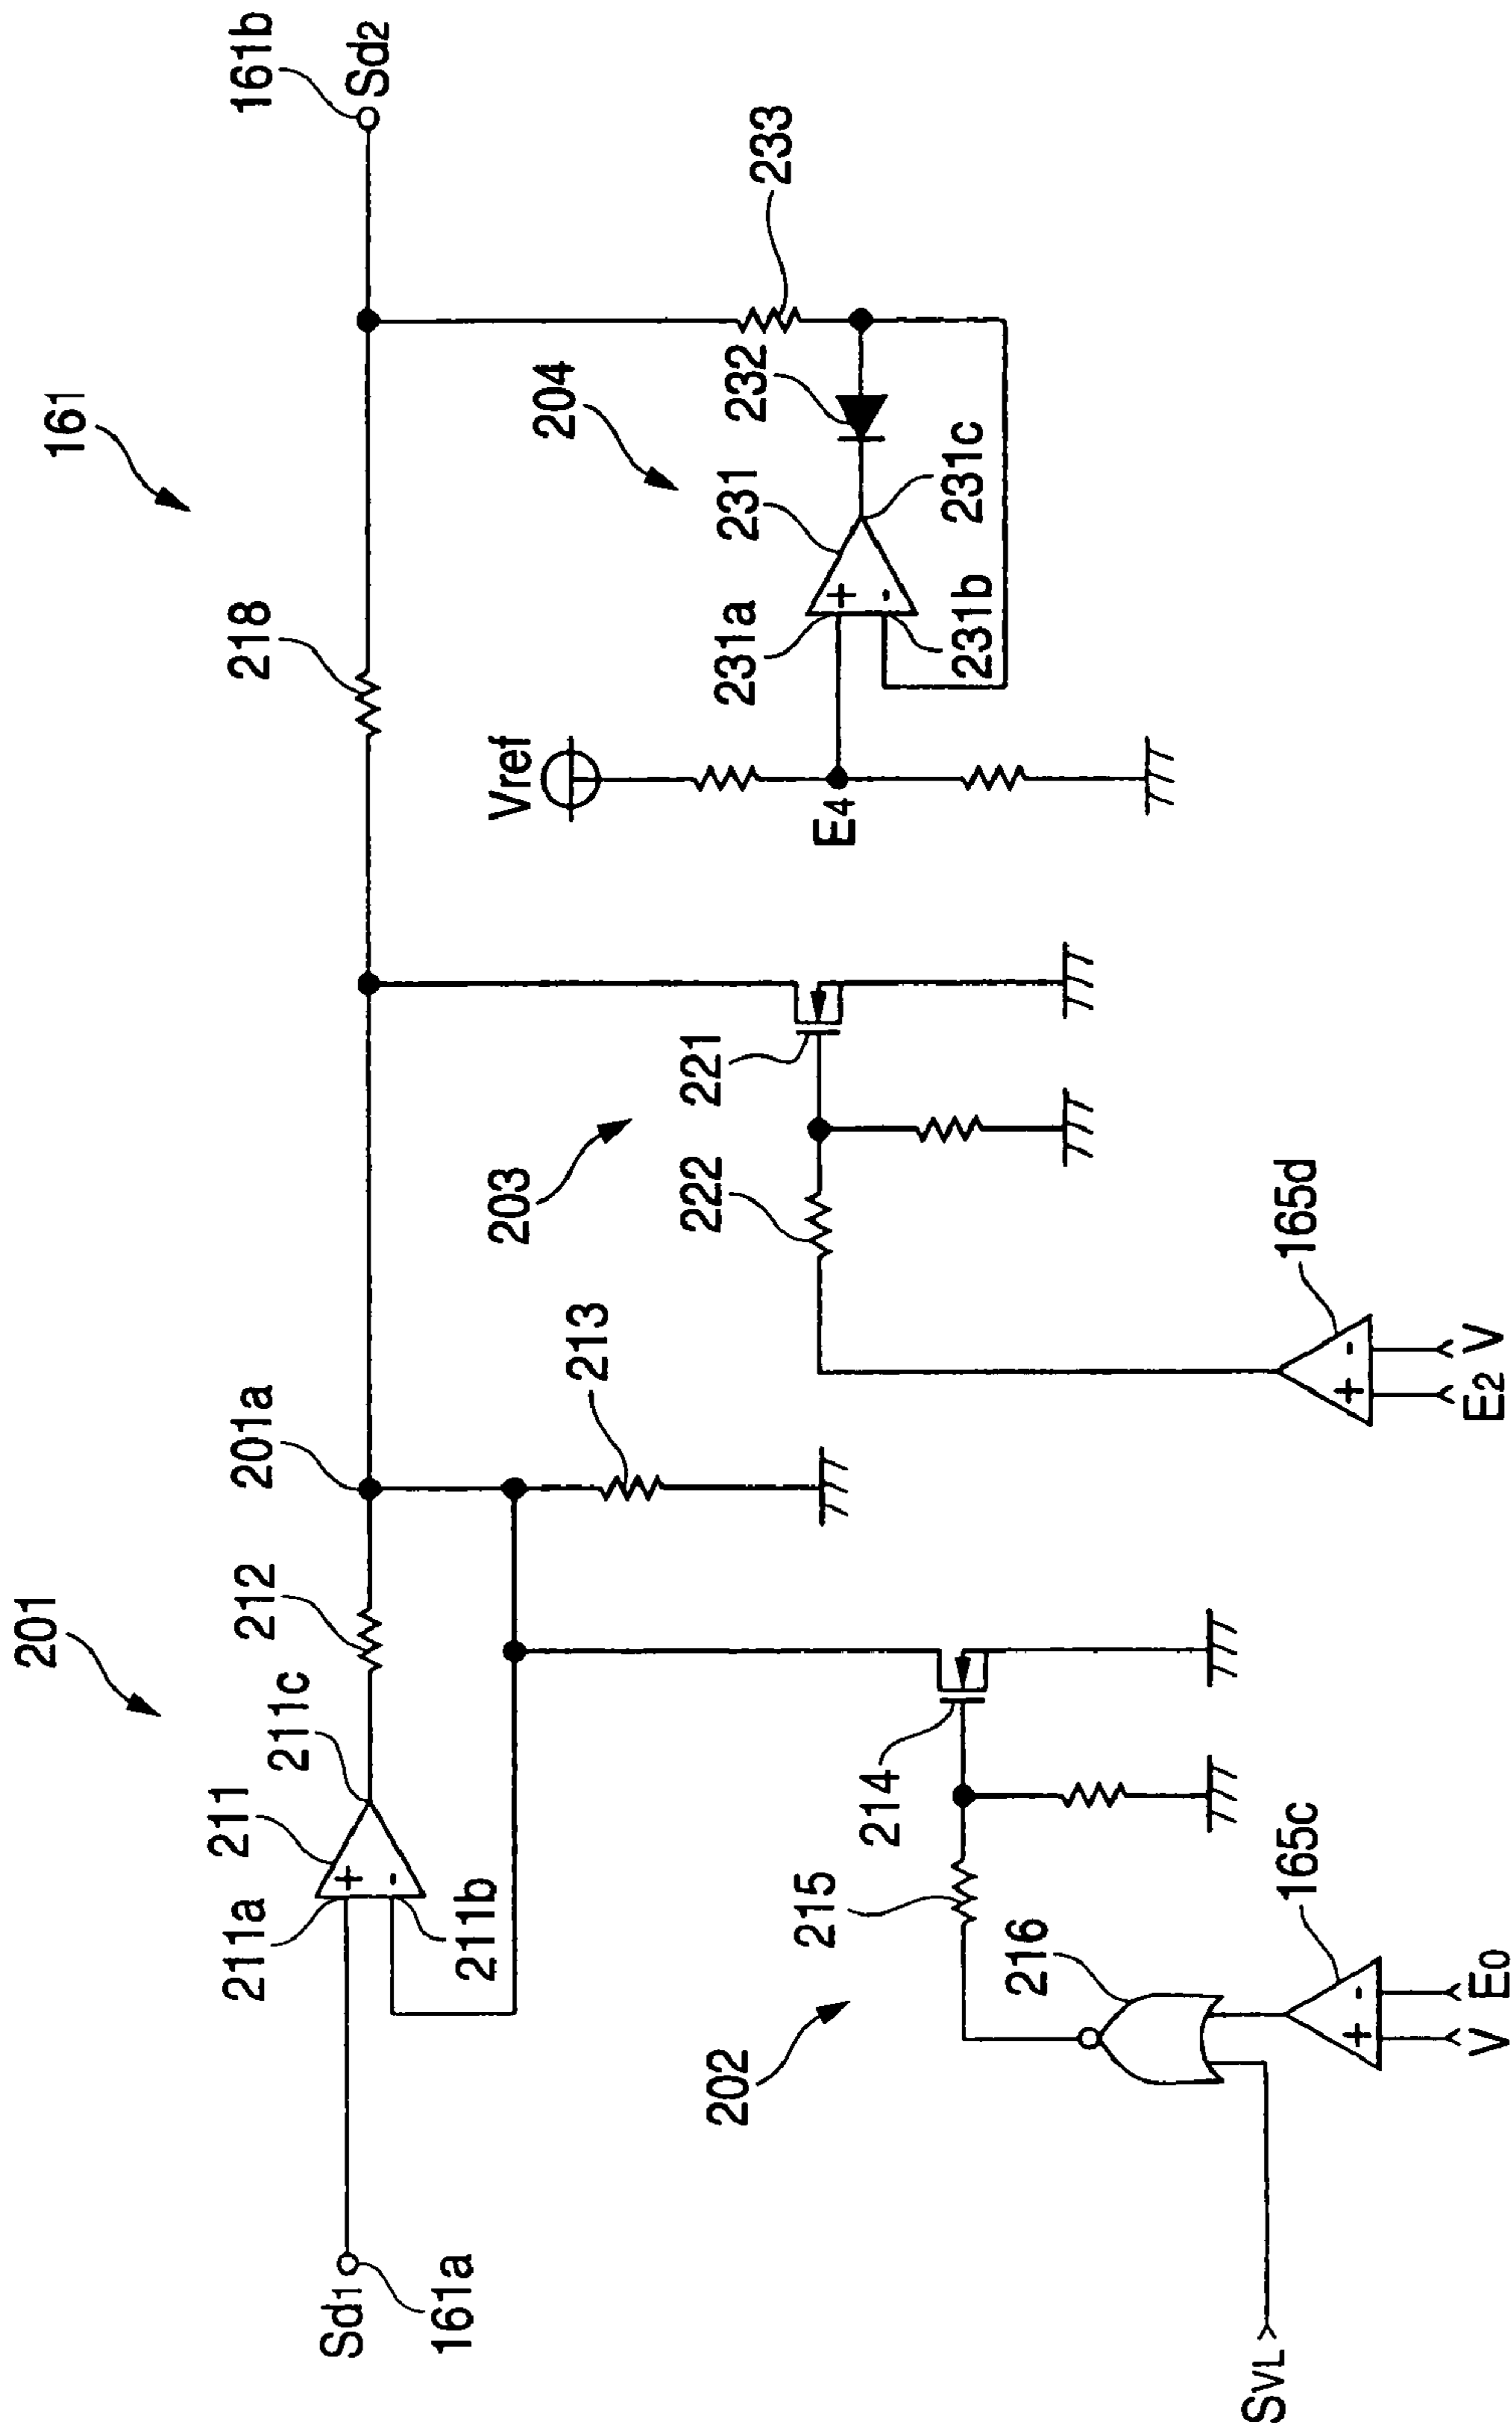 161
201
161b
Sd2
218
201a
212
211c
211
211a
211b
Sd1
161a
213
204
233
232
231
231a
231c
231b
Vref
E4
203
221
222
165d
E2
V
+
-
202
214
215
216
165c
V
E0
+
-
SVL
+
-
+
-